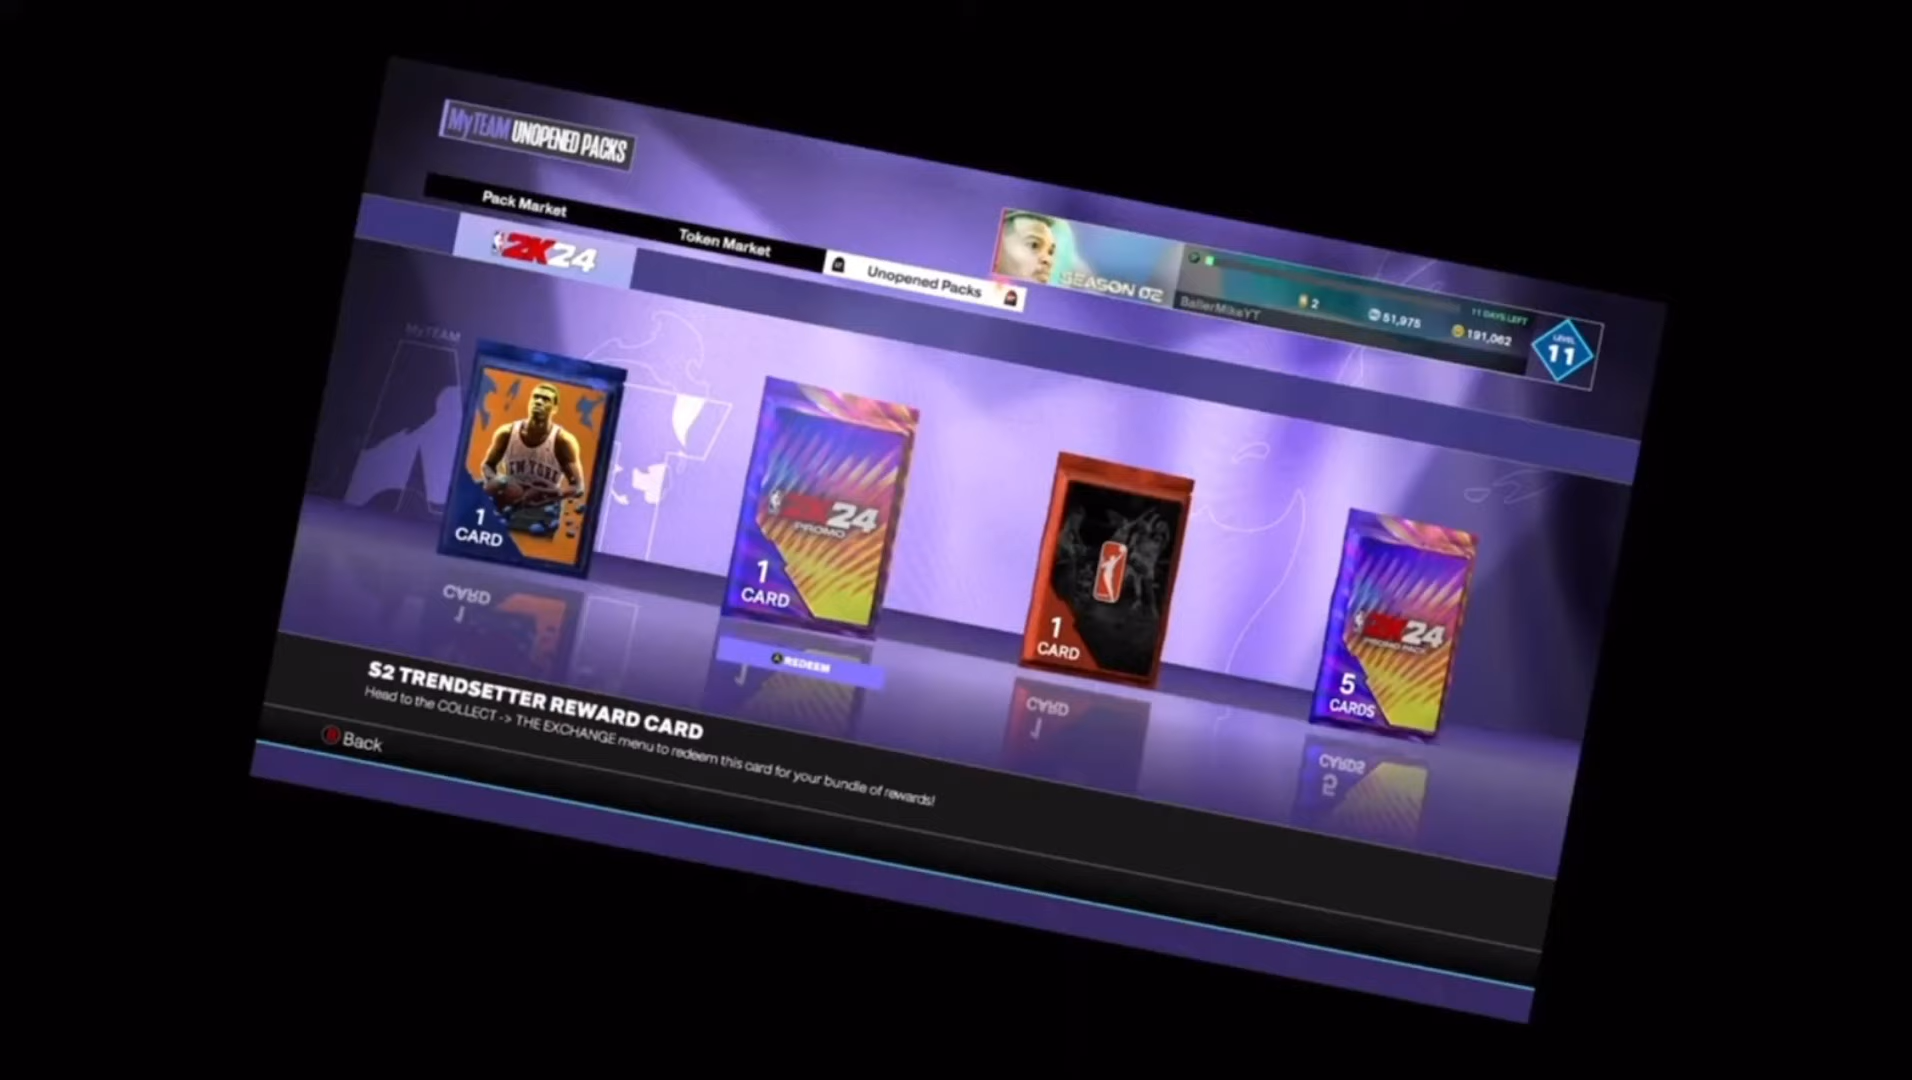 MyTEAM UNOPENED PACKS
Pack Market
Token Market
Unopened Packs
2K24
SEASON 02
BallerMikeYT
2
51,975
11 DAYS LEFT
191,062
LEVEL
11
MyTEAM
NEW YORK
1
CARD
2K24
PROMO
1
CARD
REDEEM
1
CARD
2K24
PROMO PACK
5
CARDS
S2 TRENDSETTER REWARD CARD
Head to the COLLECT -> THE EXCHANGE menu to redeem this card for your bundle of rewards!
Back